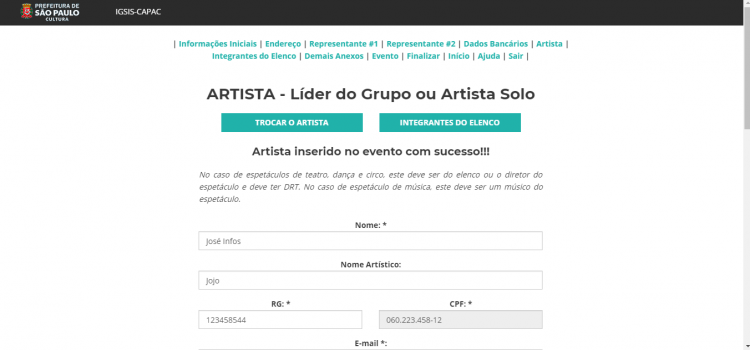 PREFEITURA DE
SÃO PAULO
CULTURA
IGSIS-CAPAC
| Informações Iniciais | Endereço | Representante #1 | Representante #2 | Dados Bancários | Artista |
Integrantes do Elenco | Demais Anexos | Evento | Finalizar | Início | Ajuda | Sair |
ARTISTA - Líder do Grupo ou Artista Solo
TROCAR O ARTISTA
INTEGRANTES DO ELENCO
Artista inserido no evento com sucesso!!!
No caso de espetáculos de teatro, dança e circo, este deve ser do elenco ou o diretor do
espetáculo e deve ter DRT. No caso de espetáculo de música, este deve ser um músico do
espetáculo.
Nome: *
José infos
Nome Artístico:
Jojo
RG: *
CPF: *
123458544
060.223.458-12
E-mail *: